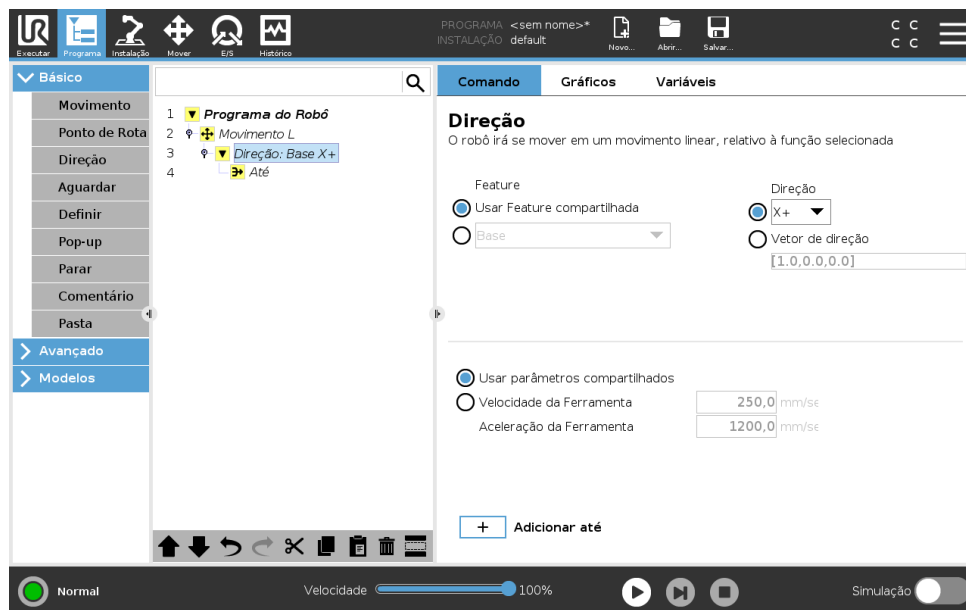 Executar Programa Instalação Mover E/S Histórico
PROGRAMA <sem nome>*
INSTALAÇÃO default
Novo... Abrir... Salvar...
C C
C C
Básico
Movimento
Ponto de Rota
Direção
Aguardar
Definir
Pop-up
Parar
Comentário
Pasta
Avançado
Modelos
1 Programa do Robô
2 Movimento L
3 Direção: Base X+
4 Até
Comando Gráficos Variáveis
Direção
O robô irá se mover em um movimento linear, relativo à função selecionada
Feature
Usar Feature compartilhada
Base
Direção
X+
Vetor de direção
[1.0,0.0,0.0]
Usar parâmetros compartilhados
Velocidade da Ferramenta 250,0 mm/se
Aceleração da Ferramenta 1200,0 mm/se
+ Adicionar até
Normal
Velocidade 100%
Simulação